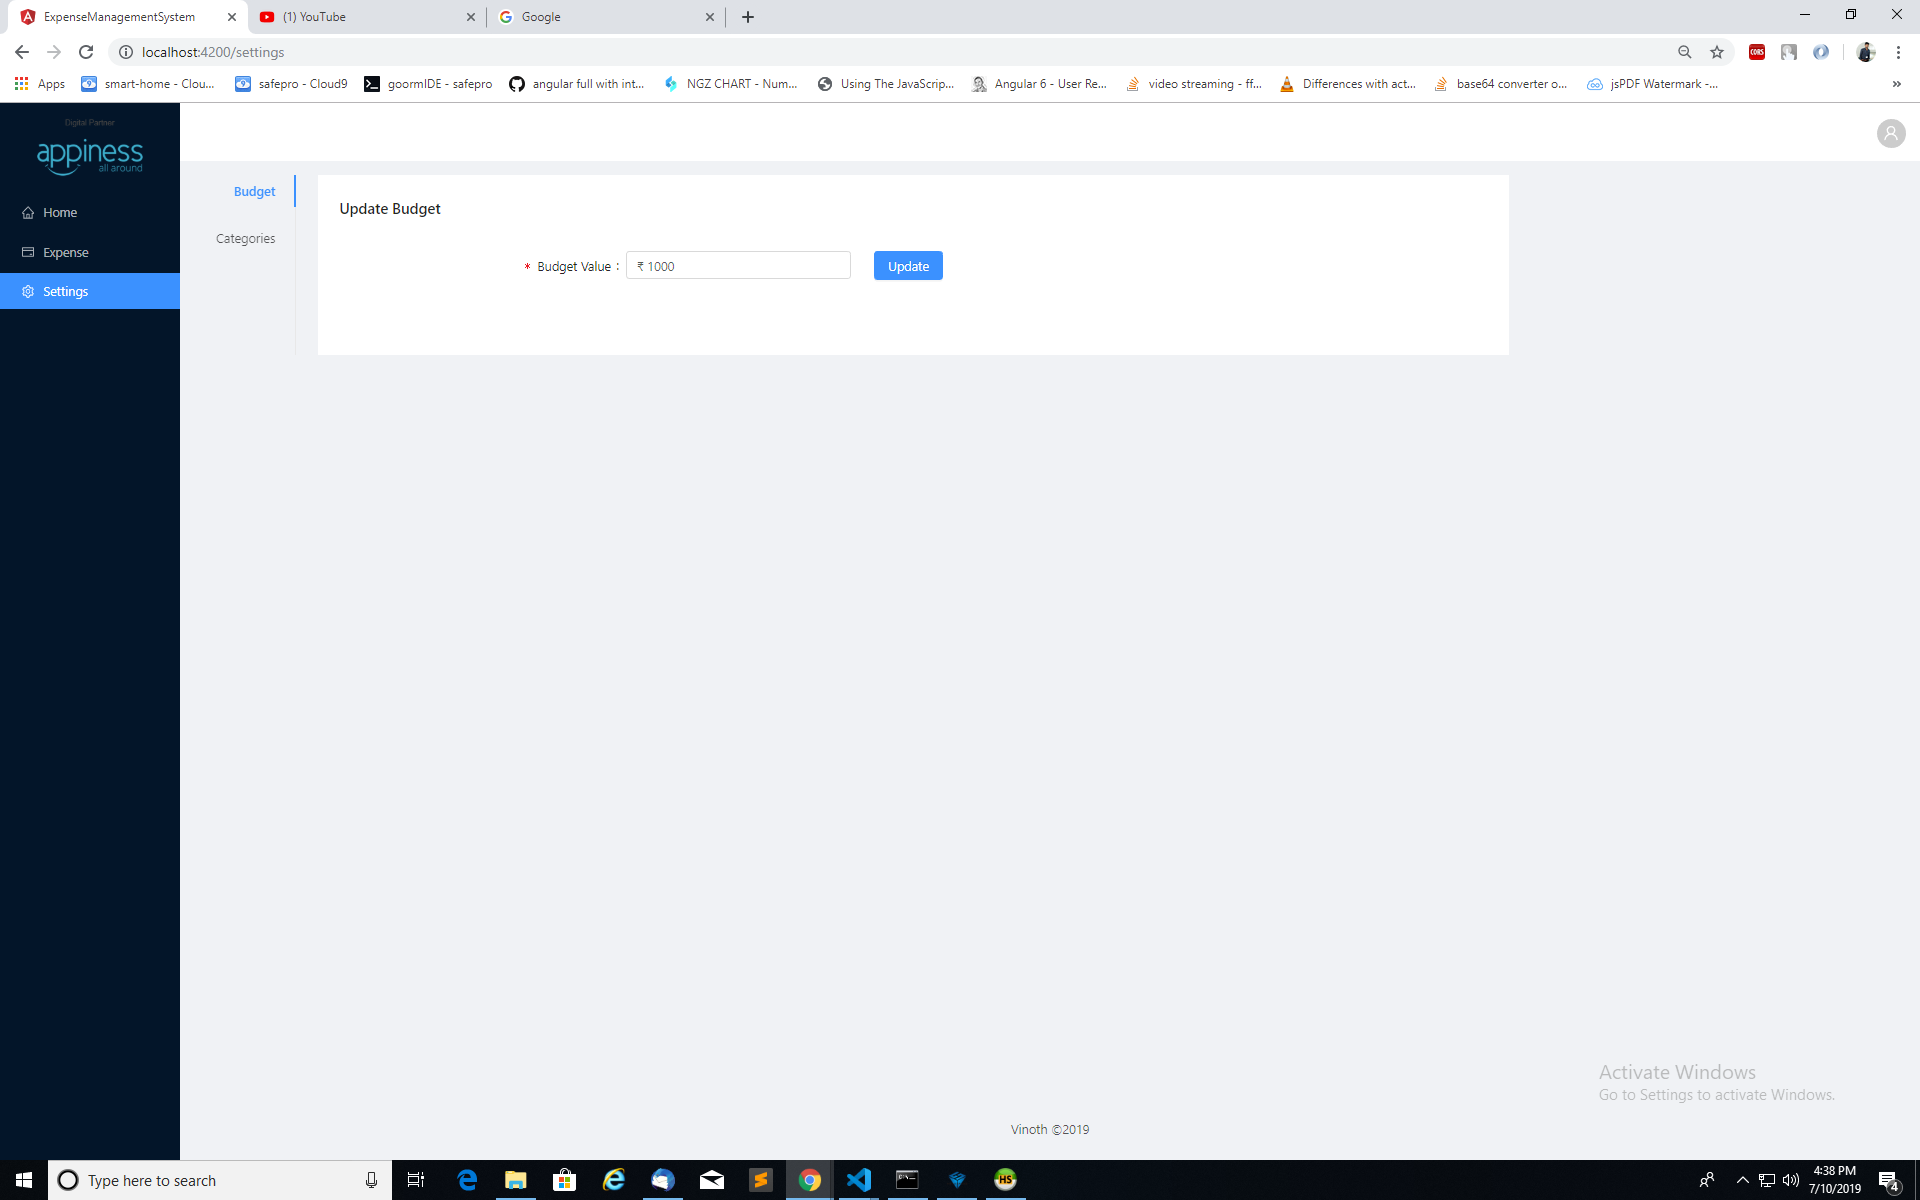 ExpenseManagementSystem
(1) YouTube
Google
localhost:4200/settings
CORS
Apps
smart-home - Clou...
safepro - Cloud9
goormIDE - safepro
angular full with int...
NGZ CHART - Num...
Using The JavaScrip...
Angular 6 - User Re...
video streaming - ff...
Differences with act...
base64 converter o...
jsPDF Watermark -...
»
Digital Partner
appiness
all around
Home
Expense
Settings
Budget
Categories
Update Budget
* Budget Value :
₹ 1000
Update
Activate Windows
Go to Settings to activate Windows.
Vinoth ©2019
Type here to search
HS
4:38 PM
7/10/2019
4